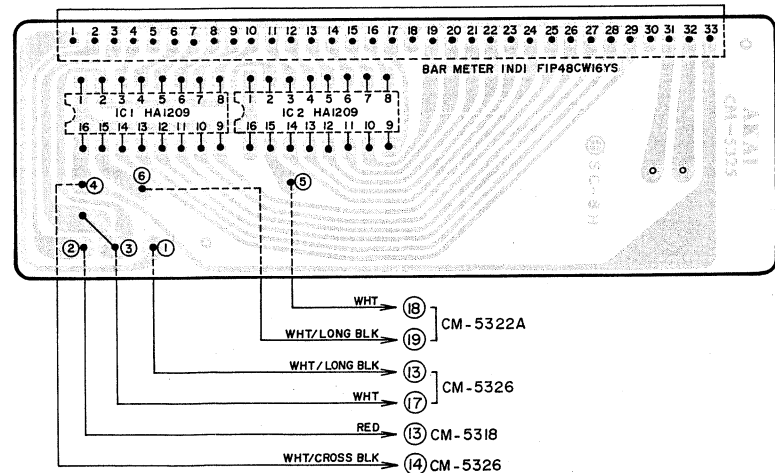 1 2 3 4 5 6 7 8 9 10 11 12 13 14 15 16 17 18 19 20 21 22 23 24 25 26 27 28 29 30 31 32 33
BAR METER INDI FIP48CW16YS
1 2 3 4 5 6 7 8
IC1 HA1209
16 15 14 13 12 11 10 9
1 2 3 4 5 6 7 8
IC2 HA1209
16 15 14 13 12 11 10 9
AKAI
CM-5325
4
6
5
2
3
1
WHT 18
WHT/LONG BLK 19
CM-5322A
WHT/LONG BLK 13
WHT 17
CM-5326
RED 13 CM-5318
WHT/CROSS BLK 14 CM-5326